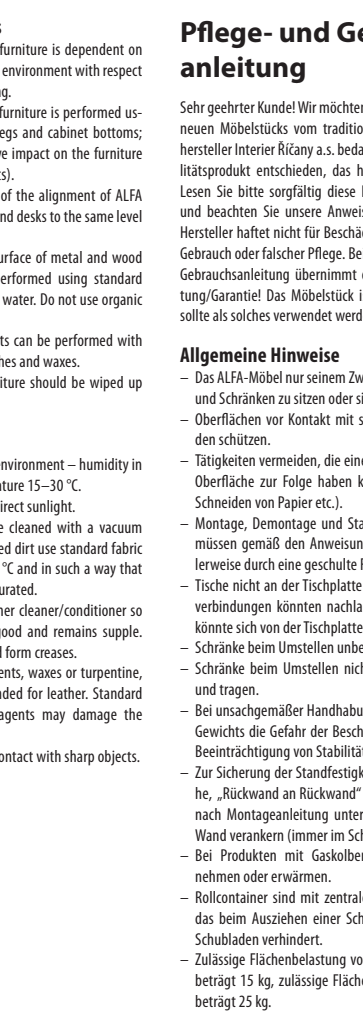 s
furniture is dependent on
environment with respect
ng.
furniture is performed us-
egs and cabinet bottoms;
ve impact on the furniture
ts).
of the alignment of ALFA
nd desks to the same level
urface of metal and wood
erformed using standard
water. Do not use organic
ts can be performed with
hes and waxes.
iture should be wiped up
environment – humidity in
ature 15–30 °C.
irect sunlight.
e cleaned with a vacuum
ed dirt use standard fabric
°C and in such a way that
urated.
her cleaner/conditioner so
good and remains supple.
d form creases.
ents, waxes or turpentine,
nded for leather. Standard
agents may damage the
ontact with sharp objects.
Pflege- und Ge
anleitung
Sehr geehrter Kunde! Wir möchten
neuen Möbelstücks vom traditio
hersteller Interier Říčany a.s. beda
litätsprodukt entschieden, das h
Lesen Sie bitte sorgfältig diese
und beachten Sie unsere Anweis
Hersteller haftet nicht für Beschä
Gebrauch oder falscher Pflege. Be
Gebrauchsanleitung übernimmt
tung/Garantie! Das Möbelstück i
sollte als solches verwendet werd
Allgemeine Hinweise
– Das ALFA-Möbel nur seinem Zw
und Schränken zu sitzen oder si
– Oberflächen vor Kontakt mit s
den schützen.
– Tätigkeiten vermeiden, die eine
Oberfläche zur Folge haben k
Schneiden von Papier etc.).
– Montage, Demontage und Sta
müssen gemäß den Anweisun
lerweise durch eine geschulte F
– Tische nicht an der Tischplatte
verbindungen könnten nachla
könnte sich von der Tischplatte
– Schränke beim Umstellen unbe
– Schränke beim Umstellen nich
und tragen.
– Bei unsachgemäßer Handhabu
Gewichts die Gefahr der Besch
Beeinträchtigung von Stabilitä
– Zur Sicherung der Standfestigk
he, „Rückwand an Rückwand“
nach Montageanleitung unter
Wand verankern (immer im Sch
– Bei Produkten mit Gaskolbe
nehmen oder erwärmen.
– Rollcontainer sind mit zentrale
das beim Ausziehen einer Sch
Schubladen verhindert.
– Zulässige Flächenbelastung vo
beträgt 15 kg, zulässige Fläche
beträgt 25 kg.